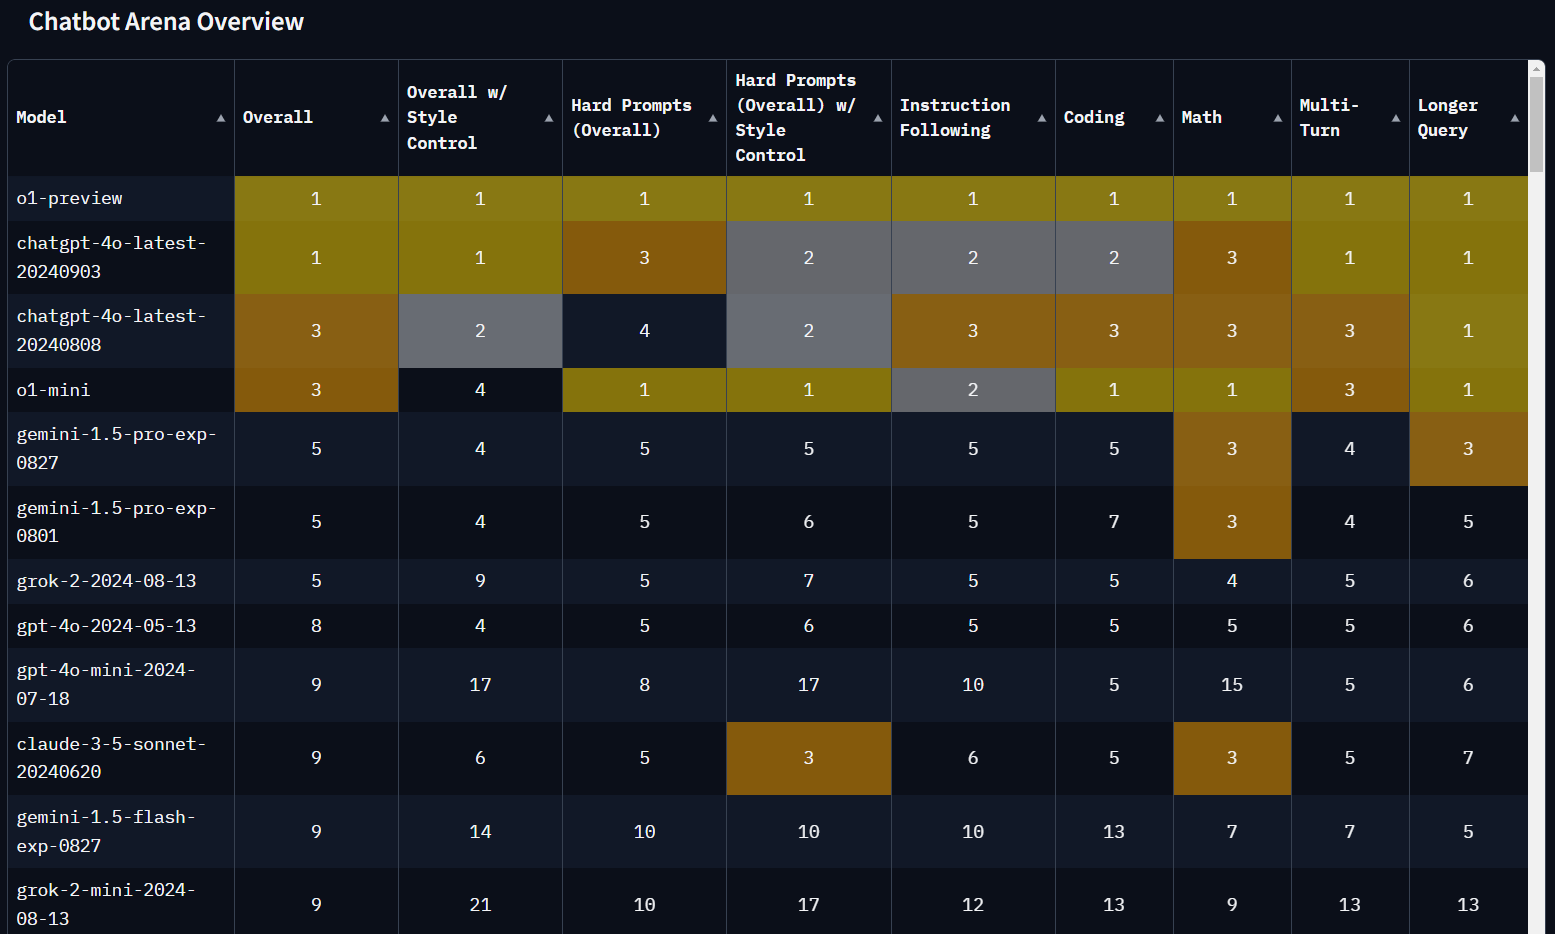 Chatbot Arena Overview
Model Overall Overall w/ Style Control Hard Prompts (Overall) Hard Prompts (Overall) w/ Style Control Instruction Following Coding Math Multi-Turn Longer Query
o1-preview 1 1 1 1 1 1 1 1 1
chatgpt-4o-latest-20240903 1 1 3 2 2 2 3 1 1
chatgpt-4o-latest-20240808 3 2 4 2 3 3 3 3 1
o1-mini 3 4 1 1 2 1 1 3 1
gemini-1.5-pro-exp-0827 5 4 5 5 5 5 3 4 3
gemini-1.5-pro-exp-0801 5 4 5 6 5 7 3 4 5
grok-2-2024-08-13 5 9 5 7 5 5 4 5 6
gpt-4o-2024-05-13 8 4 5 6 5 5 5 5 6
gpt-4o-mini-2024-07-18 9 17 8 17 10 5 15 5 6
claude-3-5-sonnet-20240620 9 6 5 3 6 5 3 5 7
gemini-1.5-flash-exp-0827 9 14 10 10 10 13 7 7 5
grok-2-mini-2024-08-13 9 21 10 17 12 13 9 13 13